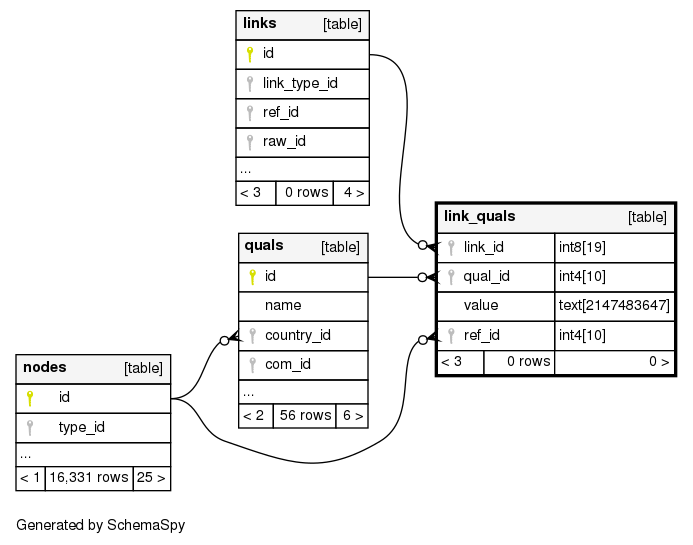 links [table]
id
link_type_id
ref_id
raw_id
...
< 3 0 rows 4 >
link_quals [table]
link_id int8[19]
qual_id int4[10]
value text[2147483647]
ref_id int4[10]
< 3 0 rows 0 >
quals [table]
id
name
country_id
com_id
...
< 2 56 rows 6 >
nodes [table]
id
type_id
...
< 1 16,331 rows 25 >
Generated by SchemaSpy